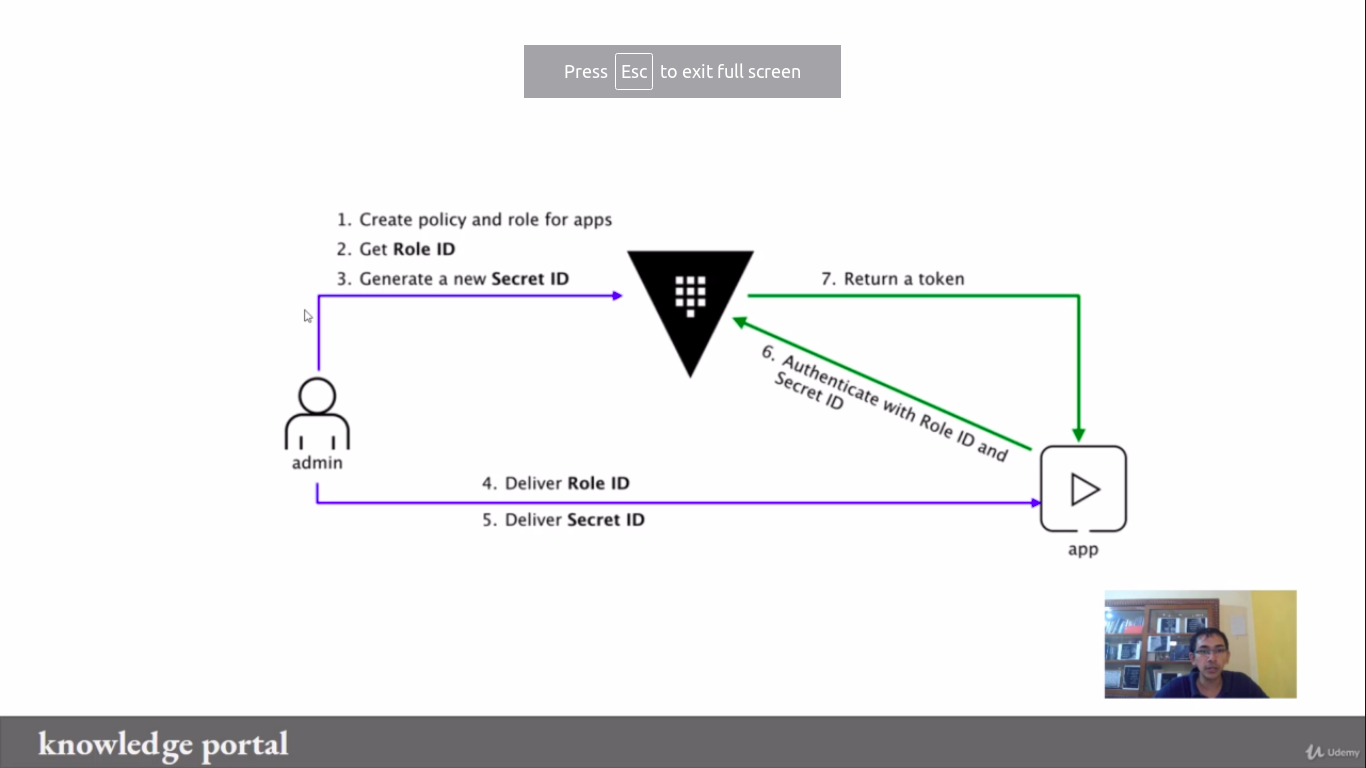 Press Esc to exit full screen
1. Create policy and role for apps
2. Get Role ID
3. Generate a new Secret ID
7. Return a token
6. Authenticate with Role ID and
Secret ID
admin
4. Deliver Role ID
5. Deliver Secret ID
app
knowledge portal
Udemy